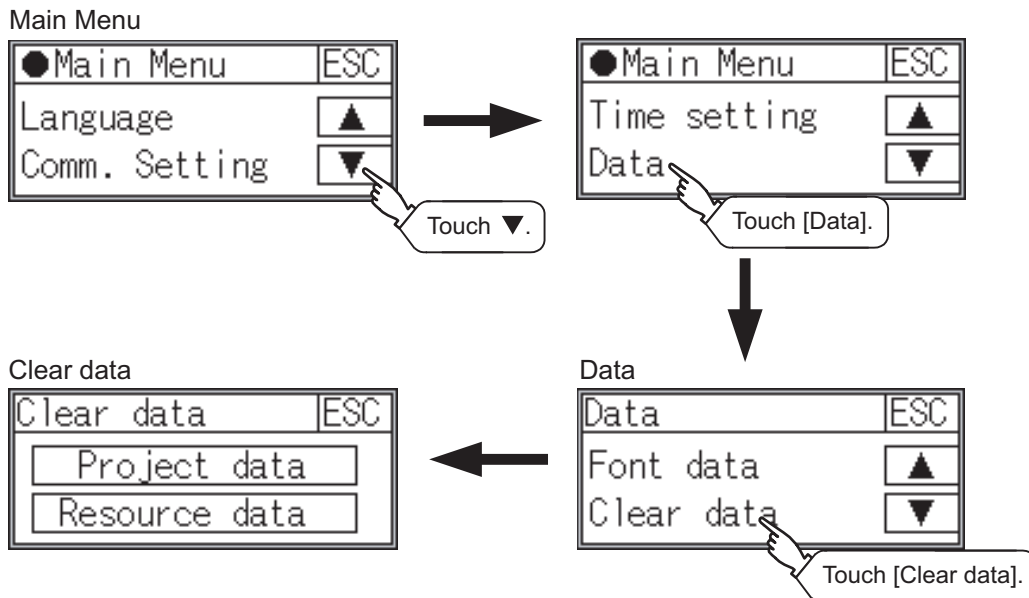 Main Menu
●Main Menu ESC
Language ▲
Comm. Setting ▼
Touch ▼.
●Main Menu ESC
Time setting ▲
Data ▼
Touch [Data].
Data
Data ESC
Font data ▲
Clear data ▼
Touch [Clear data].
Clear data
Clear data ESC
Project data
Resource data